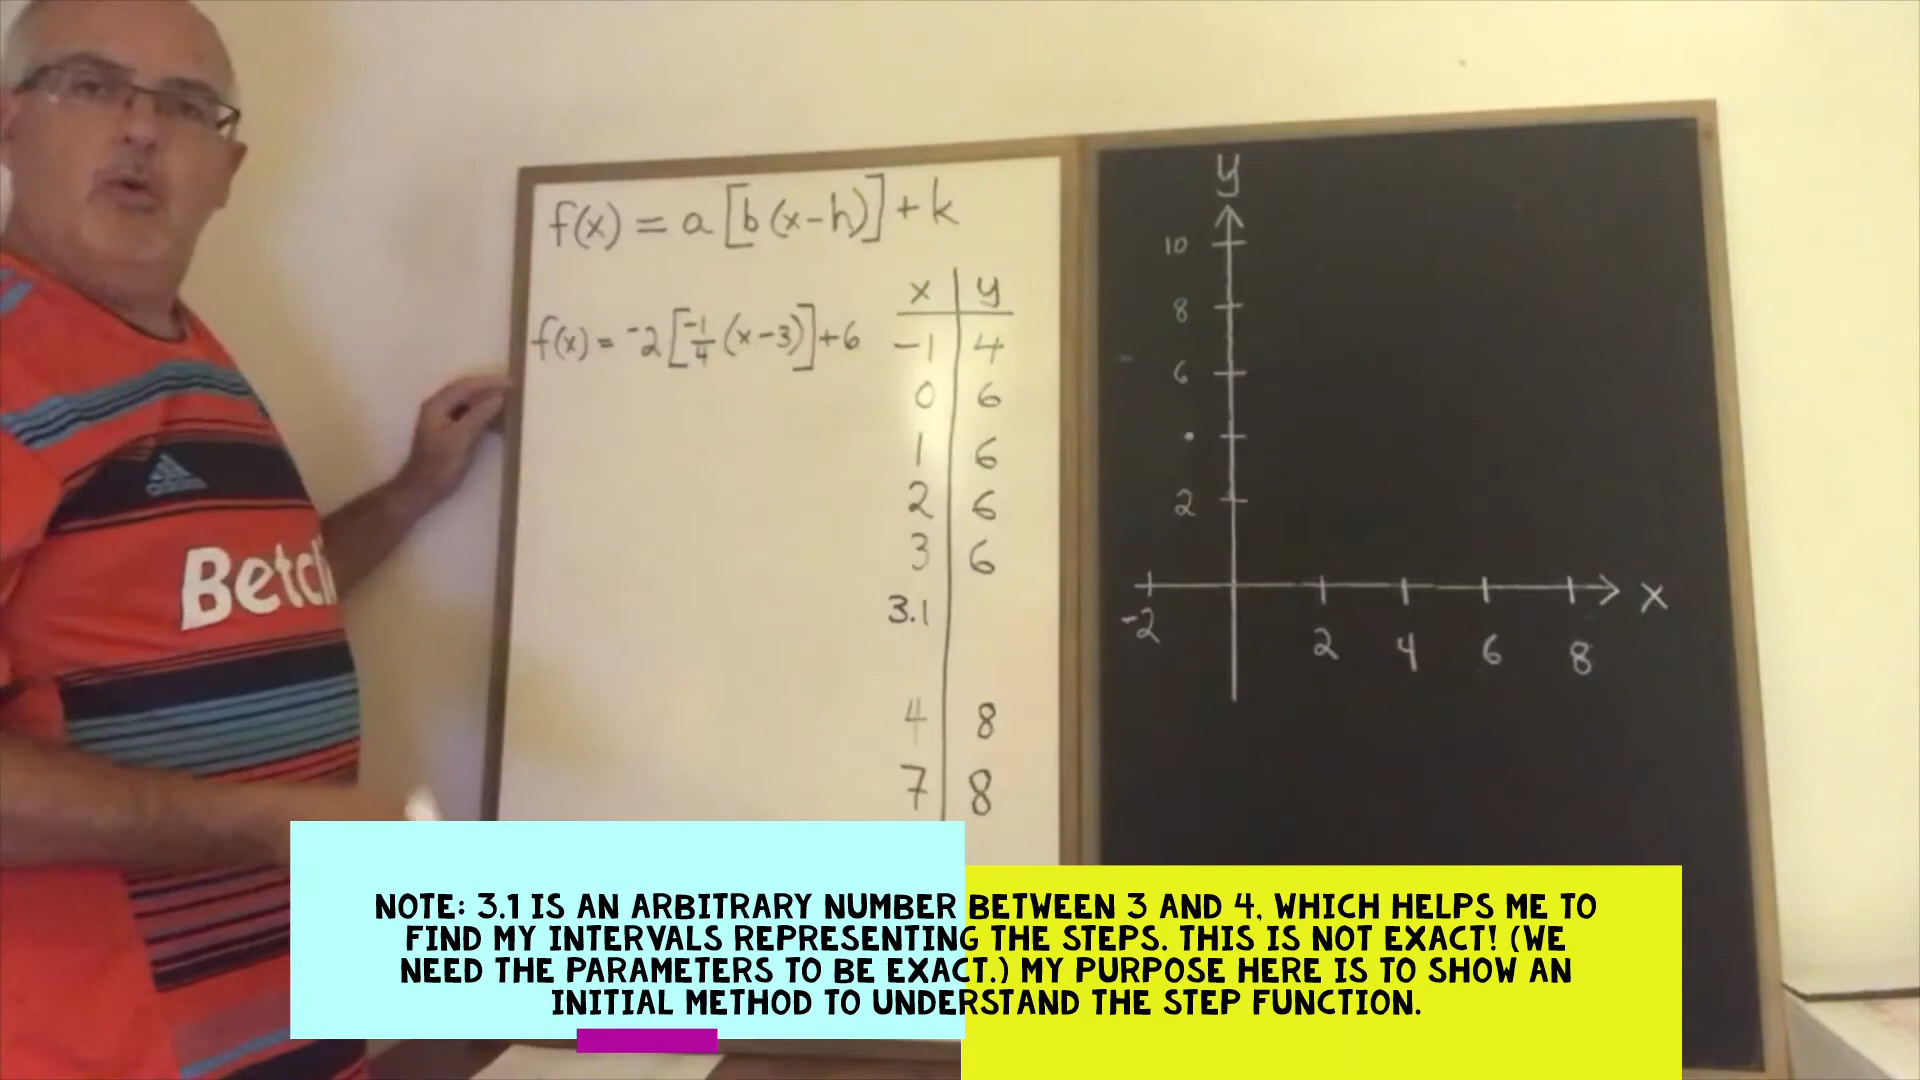 f(x) = a[b(x-h)]+k
f(x) = -2[-1/4(x-3)]+6
x y
-1 4
0 6
1 6
2 6
3 6
3.1
4 8
7 8
y
10
8
6
2
x
-2 2 4 6 8
adidas
Betcli
NOTE: 3.1 IS AN ARBITRARY NUMBER BETWEEN 3 AND 4, WHICH HELPS ME TO
FIND MY INTERVALS REPRESENTING THE STEPS. THIS IS NOT EXACT! (WE
NEED THE PARAMETERS TO BE EXACT.) MY PURPOSE HERE IS TO SHOW AN
INITIAL METHOD TO UNDERSTAND THE STEP FUNCTION.